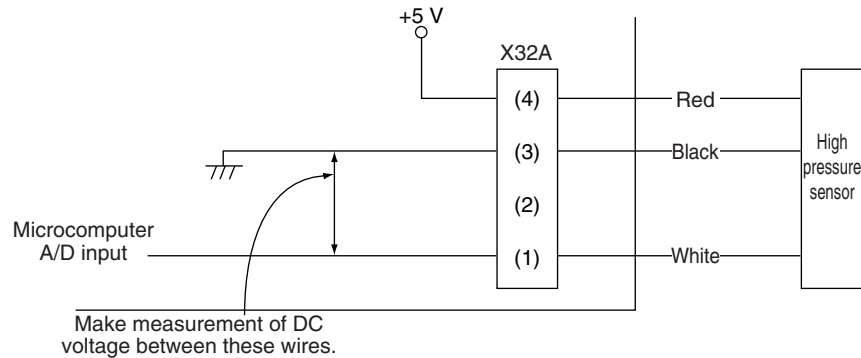 +5 V
X32A
(4)
Red
(3)
Black
High
pressure
sensor
(2)
Microcomputer
A/D input
(1)
White
Make measurement of DC
voltage between these wires.